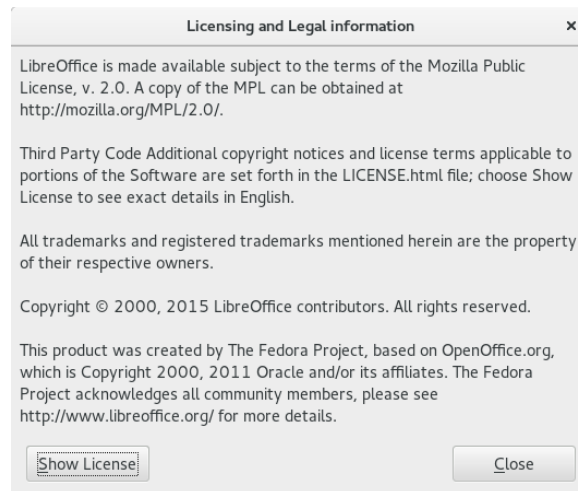 Licensing and Legal information
LibreOffice is made available subject to the terms of the Mozilla Public
License, v. 2.0. A copy of the MPL can be obtained at
http://mozilla.org/MPL/2.0/.
Third Party Code Additional copyright notices and license terms applicable to
portions of the Software are set forth in the LICENSE.html file; choose Show
License to see exact details in English.
All trademarks and registered trademarks mentioned herein are the property
of their respective owners.
Copyright © 2000, 2015 LibreOffice contributors. All rights reserved.
This product was created by The Fedora Project, based on OpenOffice.org,
which is Copyright 2000, 2011 Oracle and/or its affiliates. The Fedora
Project acknowledges all community members, please see
http://www.libreoffice.org/ for more details.
Show License
Close